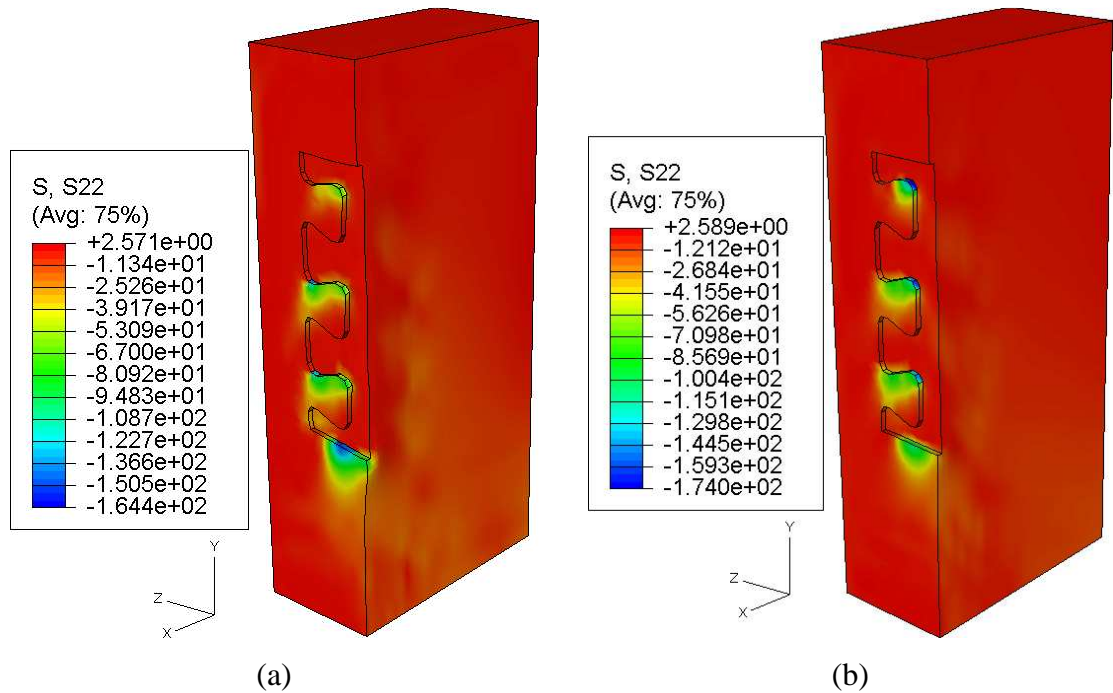 S, S22
(Avg: 75%)
+2.571e+00
-1.134e+01
-2.526e+01
-3.917e+01
-5.309e+01
-6.700e+01
-8.092e+01
-9.483e+01
-1.087e+02
-1.227e+02
-1.366e+02
-1.505e+02
-1.644e+02
Y
Z
X
(a)
S, S22
(Avg: 75%)
+2.589e+00
-1.212e+01
-2.684e+01
-4.155e+01
-5.626e+01
-7.098e+01
-8.569e+01
-1.004e+02
-1.151e+02
-1.298e+02
-1.445e+02
-1.593e+02
-1.740e+02
Y
Z
X
(b)